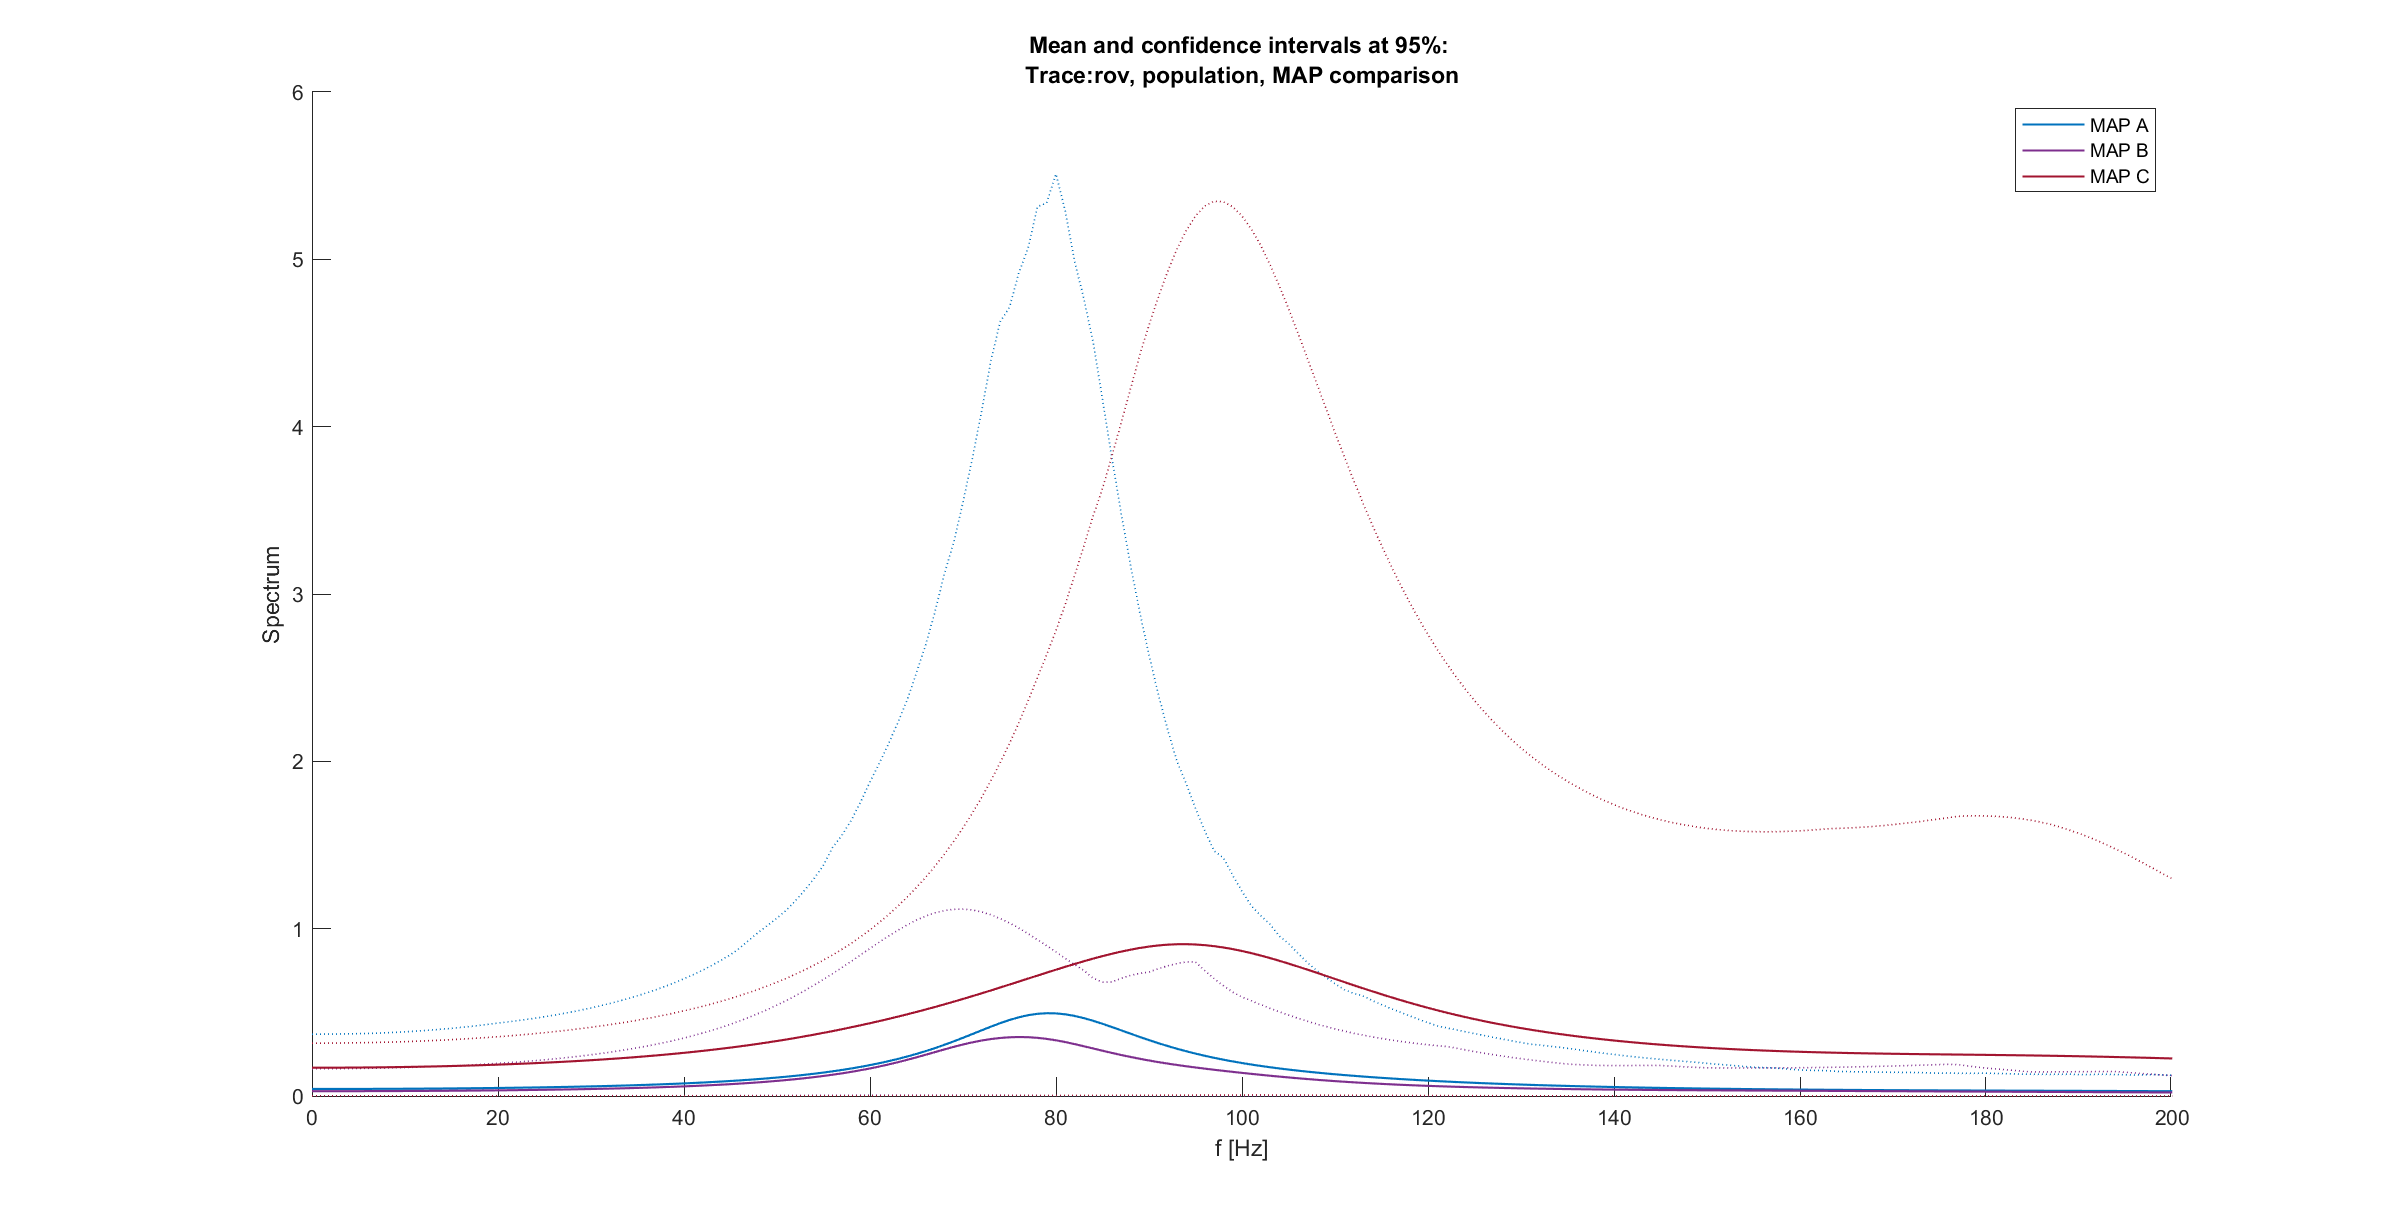 Mean and confidence intervals at 95%:
Trace:rov, population, MAP comparison
MAP A
MAP B
MAP C
6
5
4
3
2
1
0
Spectrum
0 20 40 60 80 100 120 140 160 180 200
f [Hz]